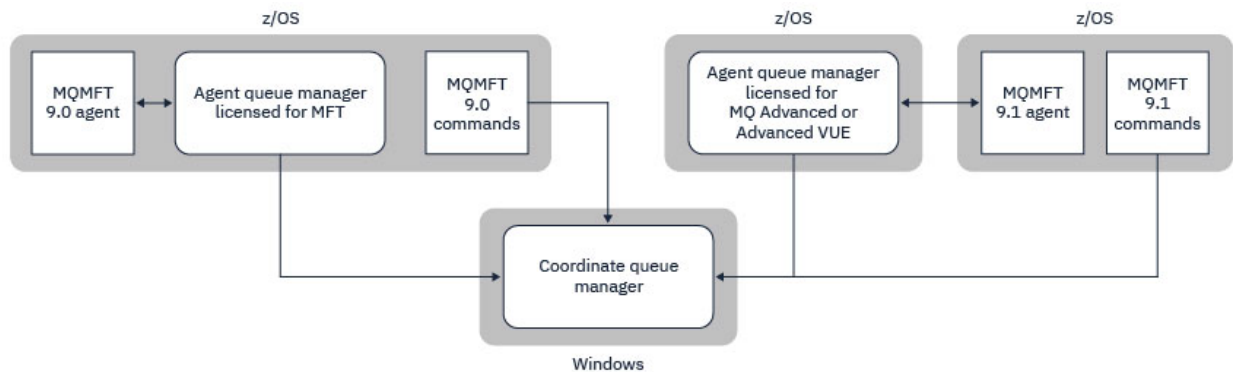 z/OS
z/OS
z/OS
MQMFT
9.0 agent
Agent queue manager
licensed for MFT
MQMFT
9.0
commands
Agent queue manager
licensed for
MQ Advanced or
Advanced VUE
MQMFT
9.1 agent
MQMFT
9.1
commands
Coordinate queue
manager
Windows